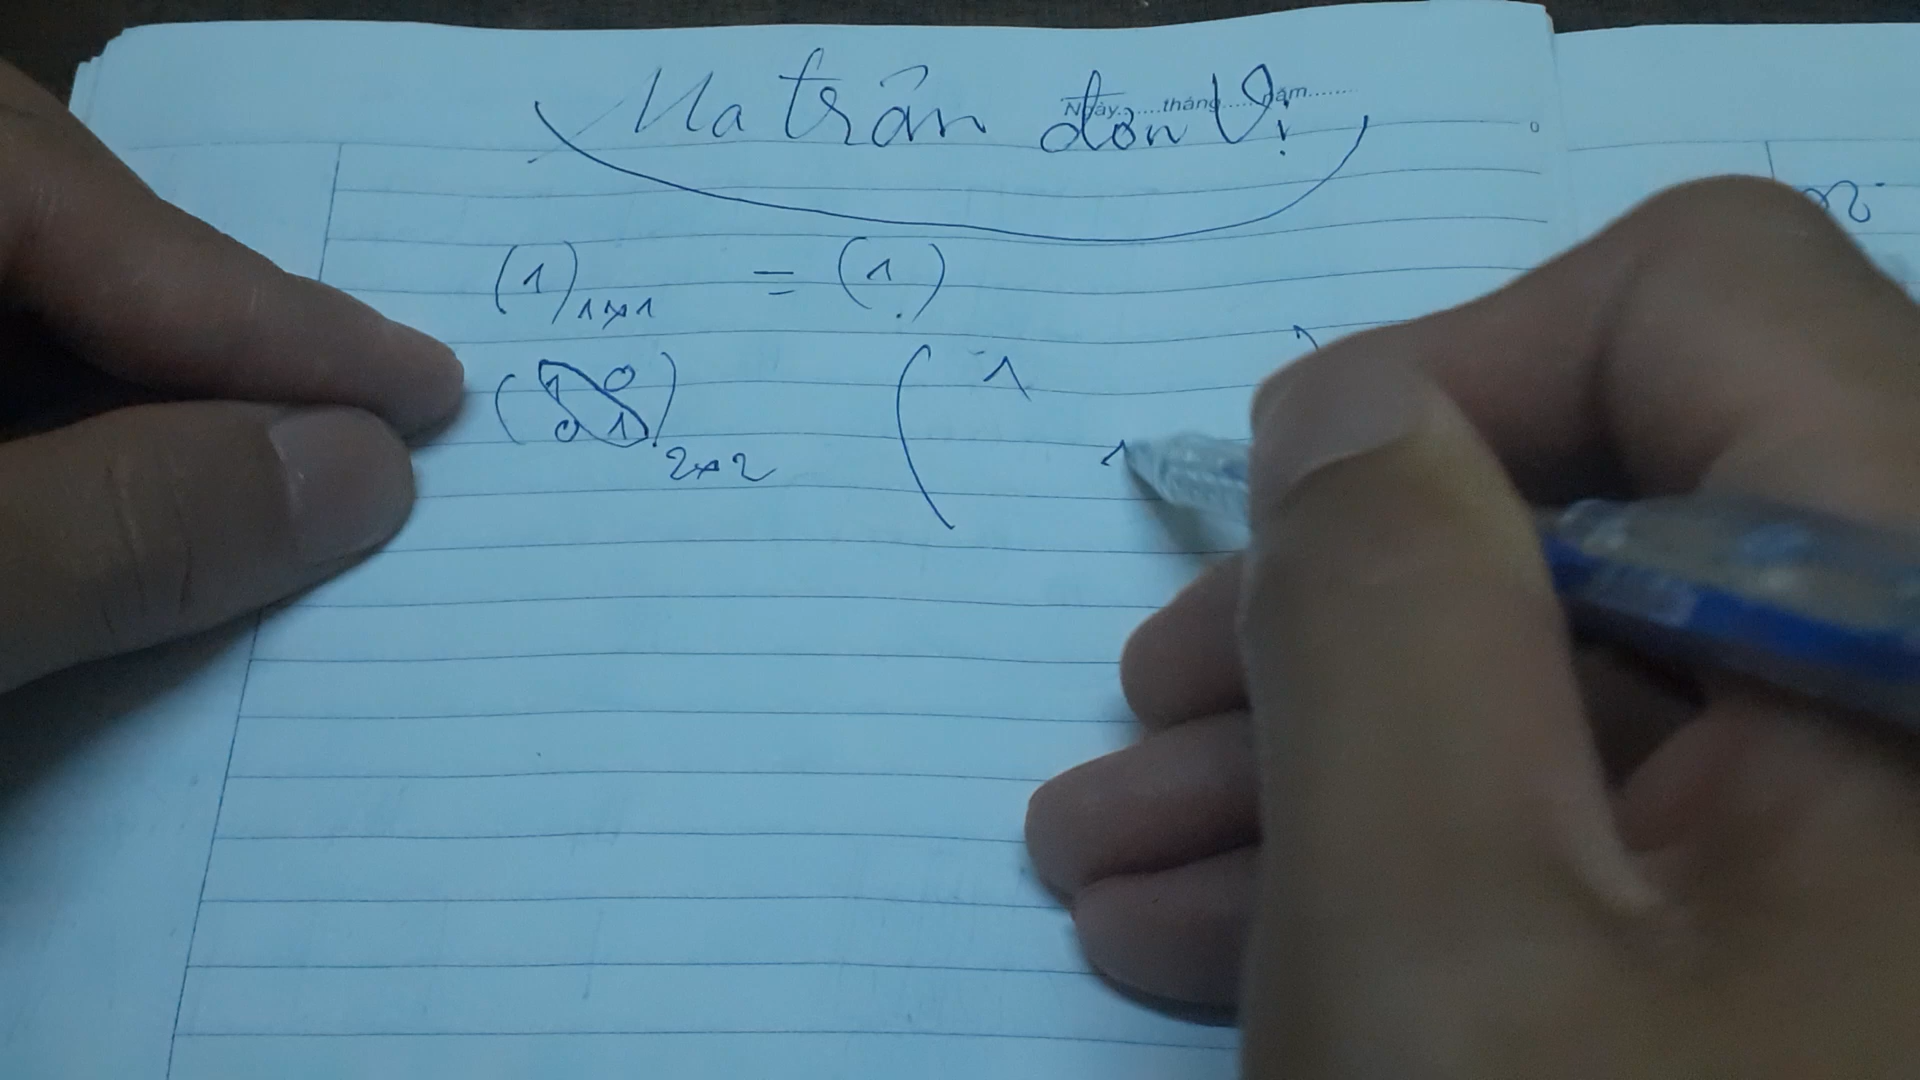 Ma trận đơn vị
Ngày......tháng......năm........
(1)1x1 = (1)
(1 0
0 1)2x2 ( 1
1